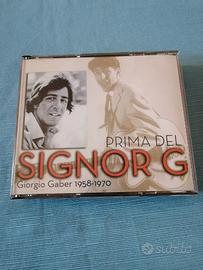 PRIMA DEL
SIGNOR G
Giorgio Gaber 1958-1970
subito